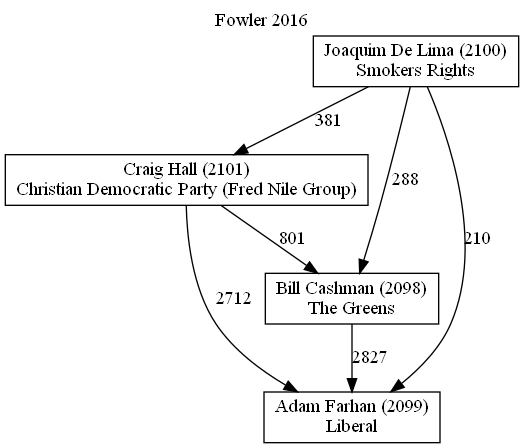 Fowler 2016
Joaquim De Lima (2100)
Smokers Rights
381
Craig Hall (2101)
Christian Democratic Party (Fred Nile Group)
288
801
210
2712
Bill Cashman (2098)
The Greens
2827
Adam Farhan (2099)
Liberal